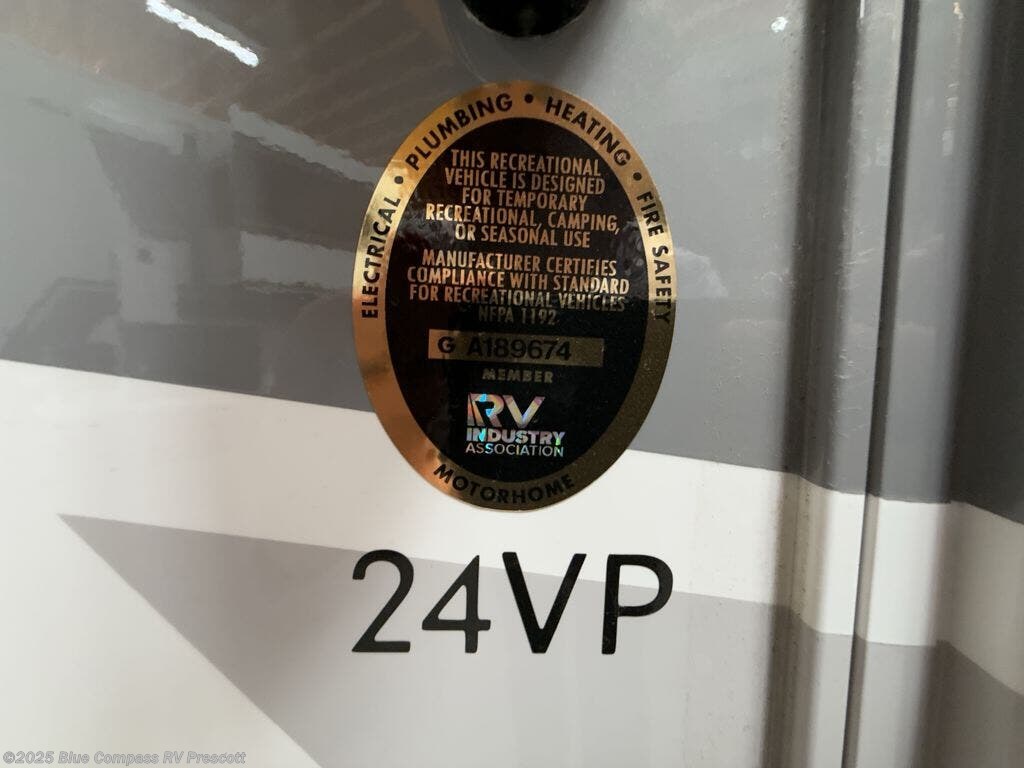 ELECTRICAL • PLUMBING • HEATING • FIRE SAFETY
THIS RECREATIONAL
VEHICLE IS DESIGNED
FOR TEMPORARY
RECREATIONAL, CAMPING,
OR SEASONAL USE
MANUFACTURER CERTIFIES
COMPLIANCE WITH STANDARD
FOR RECREATIONAL VEHICLES
NFPA 1192
G A189674
MEMBER
RV
INDUSTRY
ASSOCIATION
MOTORHOME
24VP
©2025 Blue Compass RV Prescott